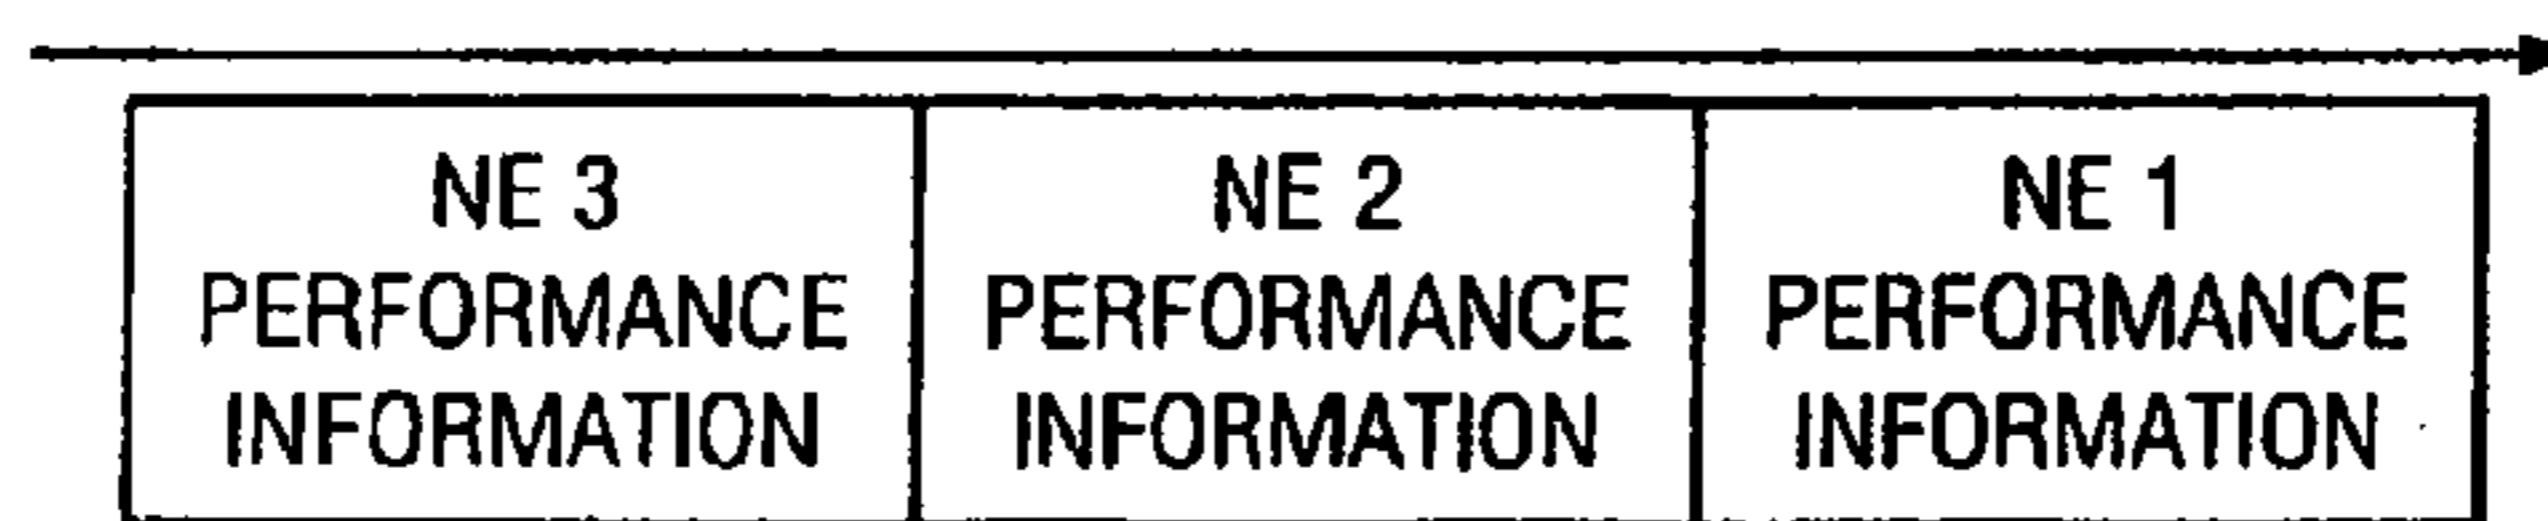 NE 3
PERFORMANCE
INFORMATION
NE 2
PERFORMANCE
INFORMATION
NE 1
PERFORMANCE
INFORMATION